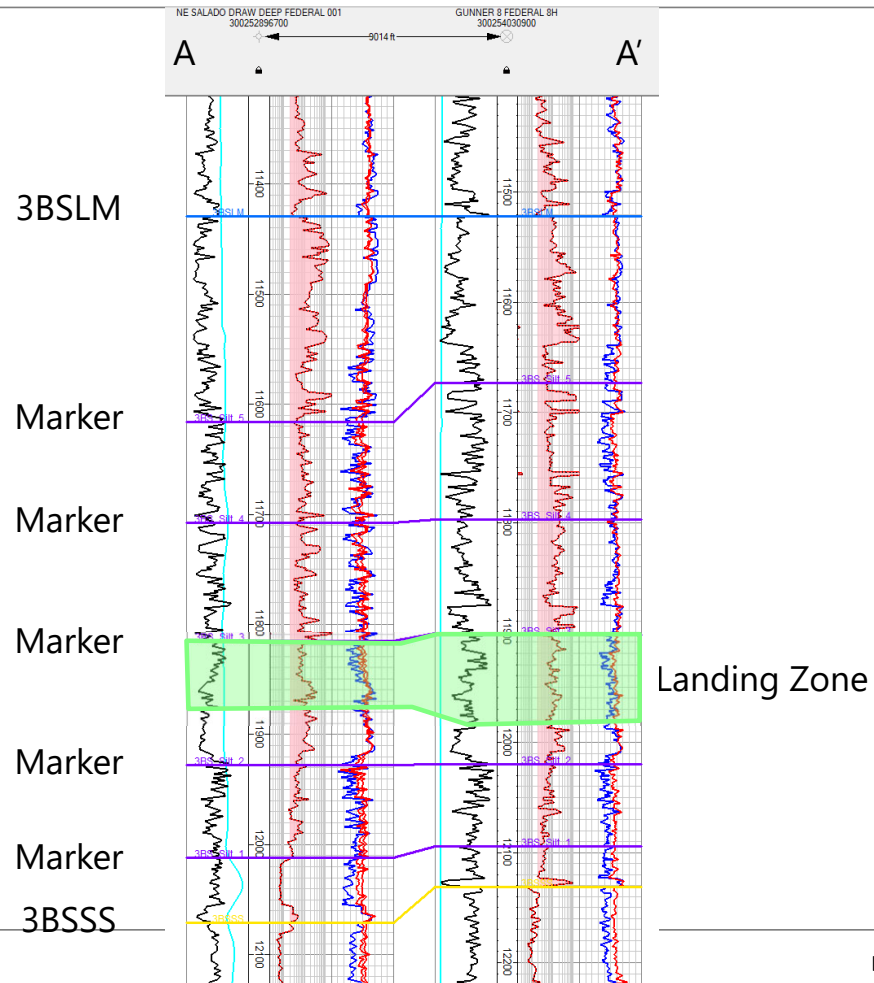 NE SALADO DRAW DEEP FEDERAL 001
300252896700
GUNNER 8 FEDERAL 8H
300254030900
9014 ft
A
A'
3BSLM
Marker
Marker
Marker
Marker
Marker
3BSSS
Landing Zone
3BSLM
3BSLM
3BS_Silt_5
3BS_Silt_5
3BS_Silt_4
3BS_Silt_4
3BS_Silt_3
3BS_Silt_2
3BS_Silt_2
3BS_Silt_1
3BS_Silt_1
3BSSS
11400
11500
11600
11700
11800
11900
12000
12100
11500
11600
11700
11800
11900
12000
12100
12200